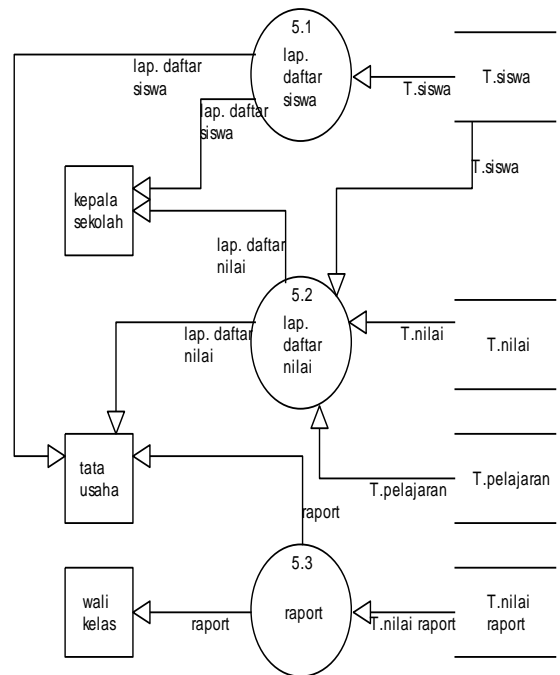 5.1
lap.
daftar
siswa
lap. daftar
siswa
T.siswa
T.siswa
lap. daftar
siswa
T.siswa
kepala
sekolah
lap. daftar
nilai
5.2
lap.
daftar
nilai
lap. daftar
nilai
T.nilai
T.nilai
tata
usaha
T.pelajaran
T.pelajaran
raport
5.3
raport
wali
kelas
raport
T.nilai raport
T.nilai
raport